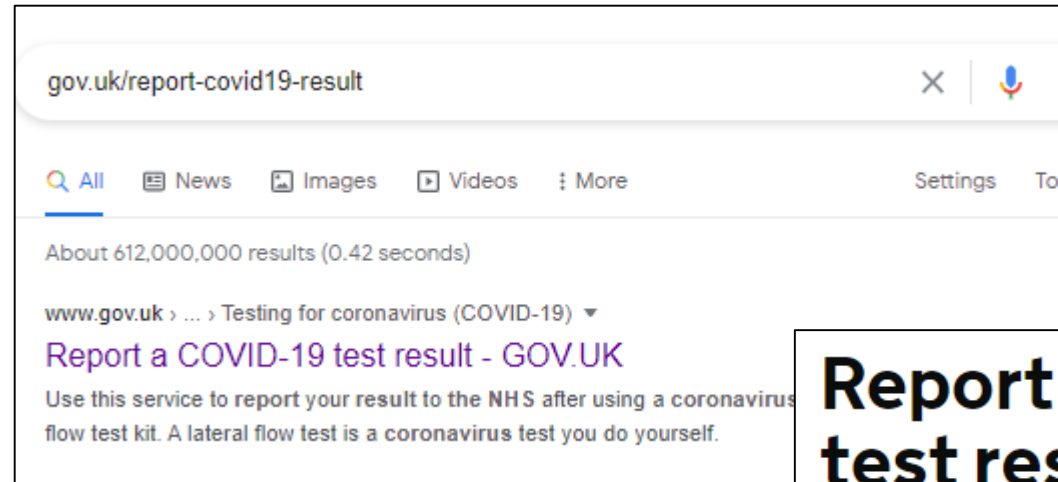 gov.uk/report-covid19-result
All News Images Videos More Settings To
About 612,000,000 results (0.42 seconds)
www.gov.uk › ... › Testing for coronavirus (COVID-19)
Report a COVID-19 test result - GOV.UK
Use this service to report your result to the NHS after using a coronavirus
flow test kit. A lateral flow test is a coronavirus test you do yourself.
Report
test res